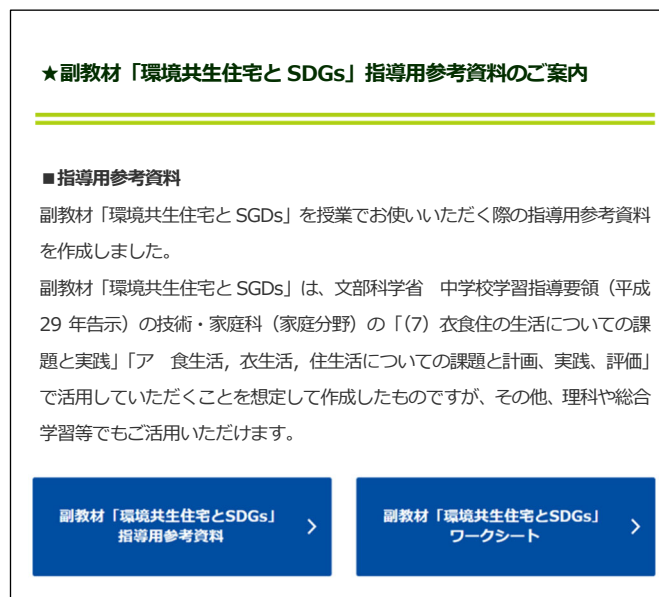 ★副教材「環境共生住宅と SDGs」指導用参考資料のご案内
■指導用参考資料
副教材「環境共生住宅と SGDs」を授業でお使いいただく際の指導用参考資料
を作成しました。
副教材「環境共生住宅と SGDs」は、文部科学省　中学校学習指導要領（平成
29 年告示）の技術・家庭科（家庭分野）の「（7）衣食住の生活についての課
題と実践」「ア　食生活，衣生活，住生活についての課題と計画、実践、評価」
で活用していただくことを想定して作成したものですが、その他、理科や総合
学習等でもご活用いただけます。
副教材「環境共生住宅とSDGs」
指導用参考資料
副教材「環境共生住宅とSDGs」
ワークシート